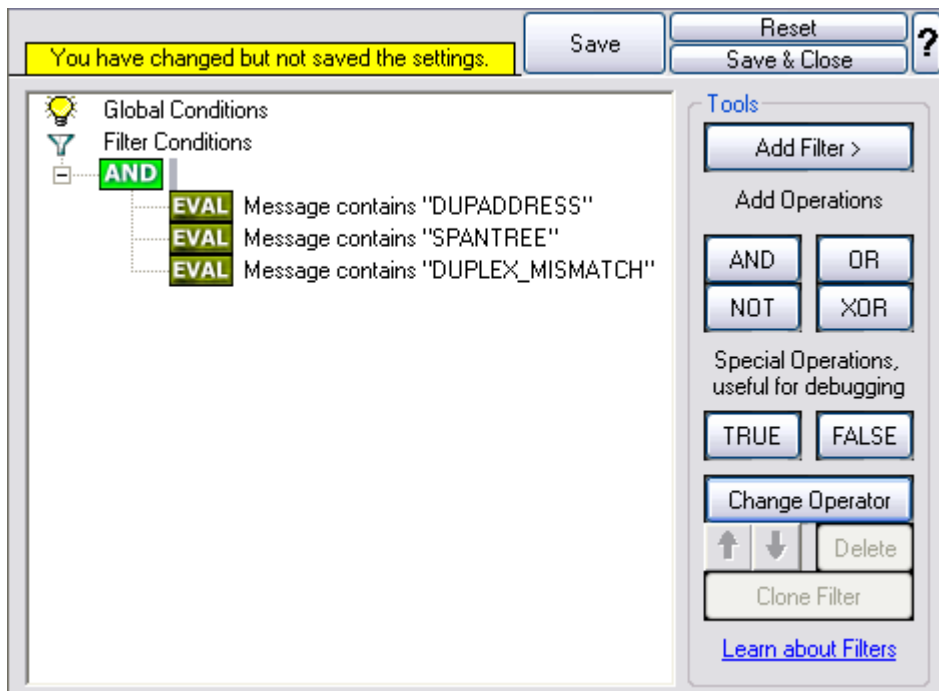 You have changed but not saved the settings.
Save
Reset
Save & Close
?
Global Conditions
Filter Conditions
AND
EVAL Message contains "DUPADDRESS"
EVAL Message contains "SPANTREE"
EVAL Message contains "DUPLEX_MISMATCH"
Tools
Add Filter >
Add Operations
AND OR
NOT XOR
Special Operations,
useful for debugging
TRUE FALSE
Change Operator
Delete
Clone Filter
Learn about Filters